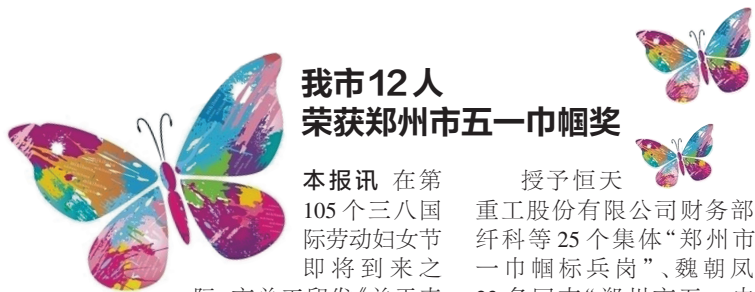 我市12人
荣获郑州市五一巾帼奖
本报讯 在第
105个三八国
际劳动妇女节
即将到来之
授予恒天
重工股份有限公司财务部
纤科等25个集体“郑州市
一巾帼标兵岗”、魏朝凤